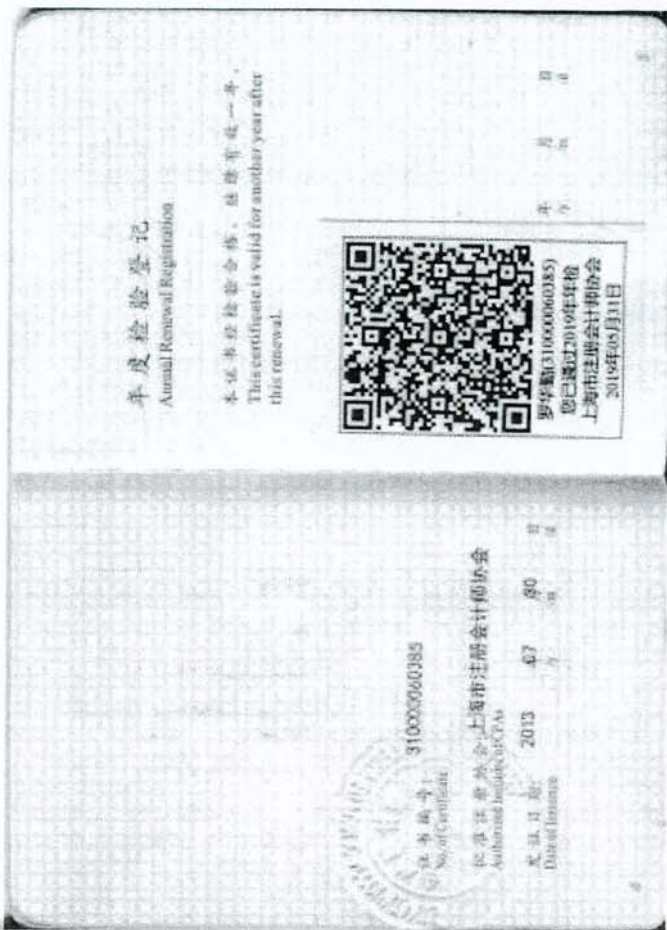 年度检验登记
Annual Renewal Registration
本证书经检验合格，继续有效一年。
This certificate is valid for another year after
this renewal.
罗华勤(310000060385)
您已通过2019年年检
上海市注册会计师协会
2019年05月31日
年 月 日
证书编号：
No. of Certificate
310000060385
批准注册协会：上海市注册会计师协会
Authorized Institute of CPAs
发证日期：
2013 07 30
Date of Issuance